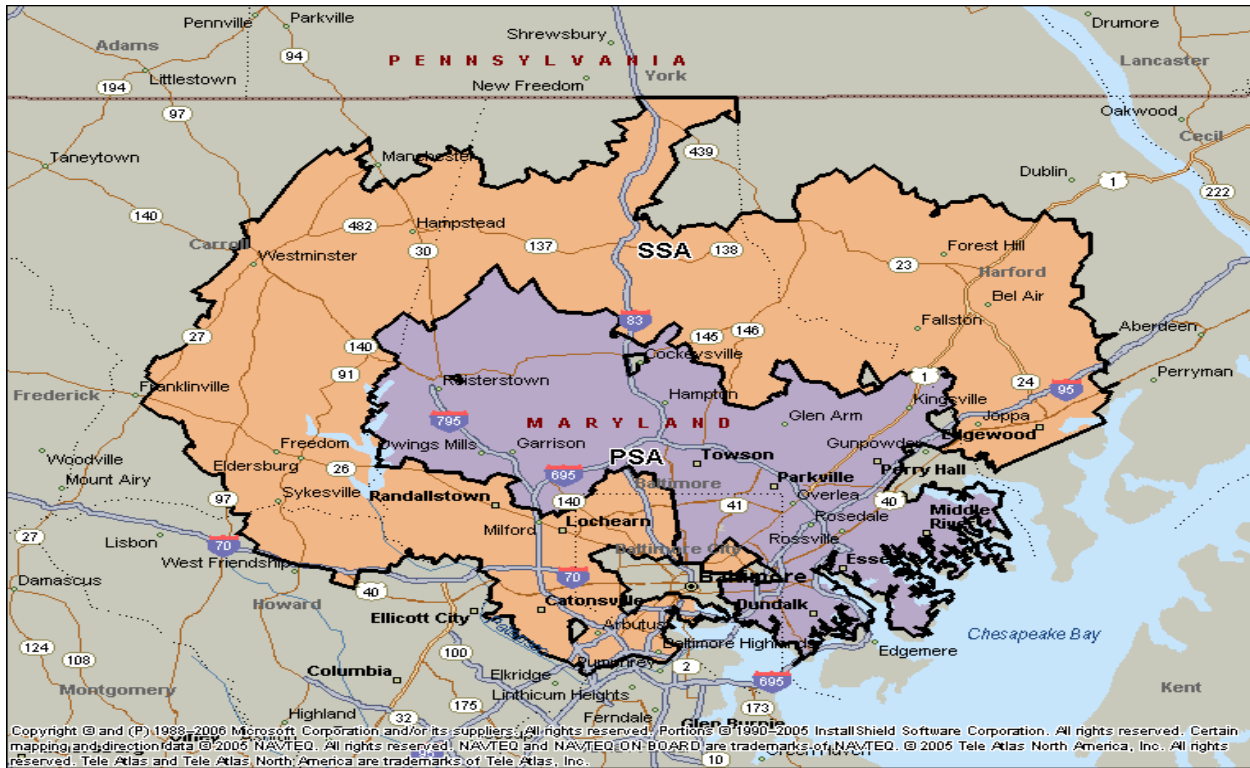 Pennville
Parkville
Drumore
Adams
94
Shrewsbury
PENNSYLVANIA
York
Lancaster
Littlestown
194
New Freedom
97
Oakwood
Cecil
Taneytown
Manchester
439
Dublin
1
222
140
482
Hampstead
Carroll
30
137
SSA
138
Forest Hill
23
Harford
Westminster
Bel Air
83
Fallston
27
145
146
Aberdeen
140
Cockeysville
91
Perryman
Reisterstown
1
24
95
Franklinville
Frederick
Hampton
Kingsville
795
MARYLAND
Glen Arm
Joppa
Edgewood
Owings Mills
Garrison
Gunpowder
Freedom
PSA
Woodville
Eldersburg
26
695
Towson
Perry Hall
Mount Airy
Baltimore
Parkville
Sykesville
Randallstown
97
140
41
Overlea
40
Middle
River
Milford
Lochearn
Rosedale
27
Lisbon
70
Rossville
Baltimore City
West Friendship
Essex
Damascus
40
70
Baltimore
Howard
Catonsville
Dundalk
Ellicott City
Arbutus
Chesapeake Bay
Baltimore Highlands
Edgemere
124
108
100
Pumphrey
2
Columbia
Elkridge
695
Kent
Montgomery
Linthicum Heights
175
173
Highland
32
Ferndale
Glen Burnie
Copyright © and (P) 1988–2006 Microsoft Corporation and/or its suppliers. All rights reserved. Portions © 1990–2005 InstallShield Software Corporation. All rights reserved. Certain
mapping and direction data © 2005 NAVTEQ. All rights reserved. NAVTEQ and NAVTEQ ON BOARD are trademarks of NAVTEQ. © 2005 Tele Atlas North America, Inc. All rights
reserved. Tele Atlas and Tele Atlas North America are trademarks of Tele Atlas, Inc.
10